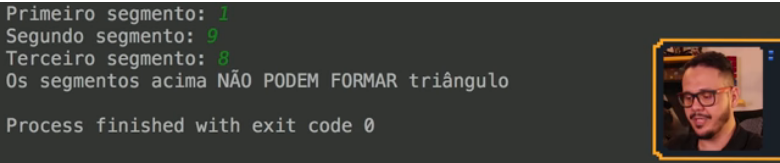 Primeiro segmento: 1
Segundo segmento: 9
Terceiro segmento: 8
Os segmentos acima NÃO PODEM FORMAR triângulo
Process finished with exit code 0